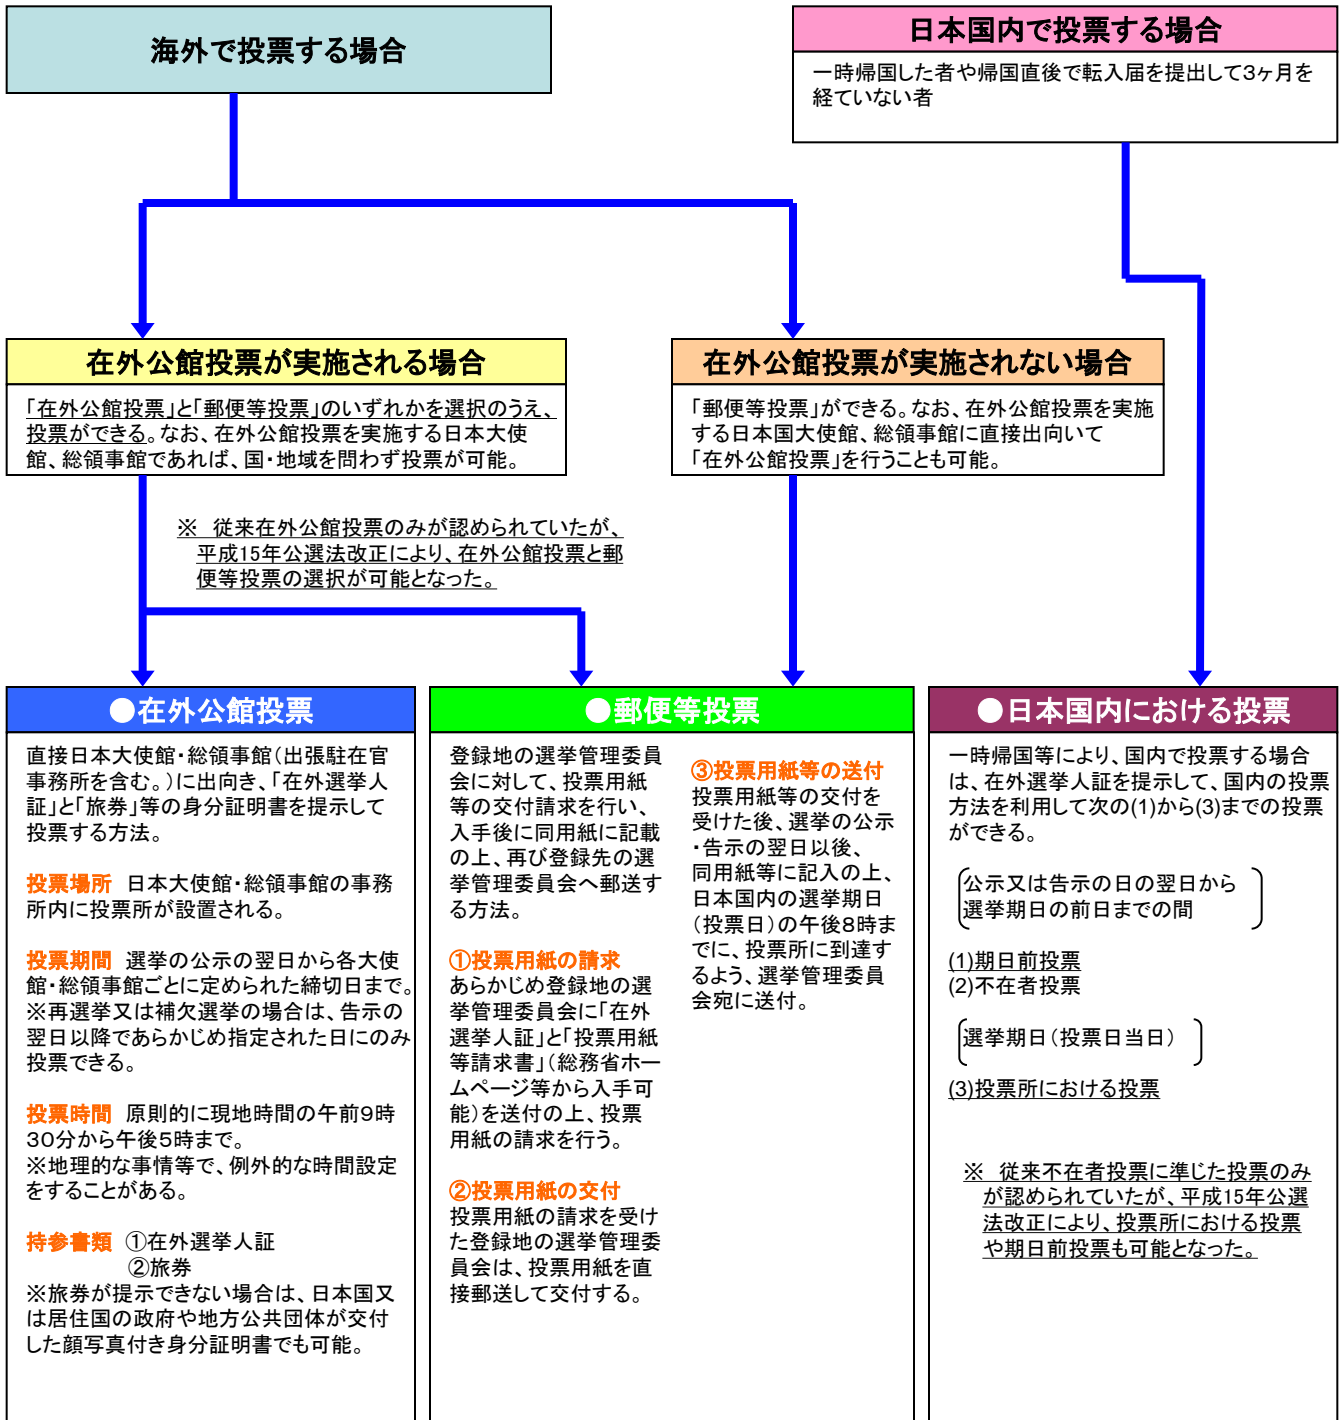 海外で投票する場合
日本国内で投票する場合
一時帰国した者や帰国直後で転入届を提出して3ヶ月を
経ていない者
在外公館投票が実施される場合
「在外公館投票」と「郵便等投票」のいずれかを選択のうえ、
投票ができる。なお、在外公館投票を実施する日本大使
館、総領事館であれば、国・地域を問わず投票が可能。
在外公館投票が実施されない場合
「郵便等投票」ができる。なお、在外公館投票を実施
する日本国大使館、総領事館に直接出向いて
「在外公館投票」を行うことも可能。
※ 従来在外公館投票のみが認められていたが、
平成15年公選法改正により、在外公館投票と郵
便等投票の選択が可能となった。
●在外公館投票
直接日本大使館・総領事館(出張駐在官
事務所を含む。)に出向き、「在外選挙人
証」と「旅券」等の身分証明書を提示して
投票する方法。
投票場所 日本大使館・総領事館の事務
所内に投票所が設置される。
投票期間 選挙の公示の翌日から各大使
館・総領事館ごとに定められた締切日まで。
※再選挙又は補欠選挙の場合は、告示の
翌日以降であらかじめ指定された日にのみ
投票できる。
投票時間 原則的に現地時間の午前9時
30分から午後5時まで。
※地理的な事情等で、例外的な時間設定
をすることがある。
持参書類 ①在外選挙人証
②旅券
※旅券が提示できない場合は、日本国又
は居住国の政府や地方公共団体が交付
した顔写真付き身分証明書でも可能。
●郵便等投票
登録地の選挙管理委員
会に対して、投票用紙
等の交付請求を行い、
入手後に同用紙に記載
の上、再び登録先の選
挙管理委員会へ郵送す
る方法。
①投票用紙の請求
あらかじめ登録地の選
挙管理委員会に「在外
選挙人証」と「投票用紙
等請求書」(総務省ホー
ムページ等から入手可
能)を送付の上、投票
用紙の請求を行う。
②投票用紙の交付
投票用紙の請求を受け
た登録地の選挙管理委
員会は、投票用紙を直
接郵送して交付する。
③投票用紙等の送付
投票用紙等の交付を
受けた後、選挙の公示
・告示の翌日以後、
同用紙等に記入の上、
日本国内の選挙期日
(投票日)の午後8時ま
でに、投票所に到達す
るよう、選挙管理委員
会宛に送付。
●日本国内における投票
一時帰国等により、国内で投票する場合
は、在外選挙人証を提示して、国内の投票
方法を利用して次の(1)から(3)までの投票
ができる。
公示又は告示の日の翌日から
選挙期日の前日までの間
(1)期日前投票
(2)不在者投票
選挙期日(投票日当日)
(3)投票所における投票
※ 従来不在者投票に準じた投票のみ
が認められていたが、平成15年公選
法改正により、投票所における投票
や期日前投票も可能となった。